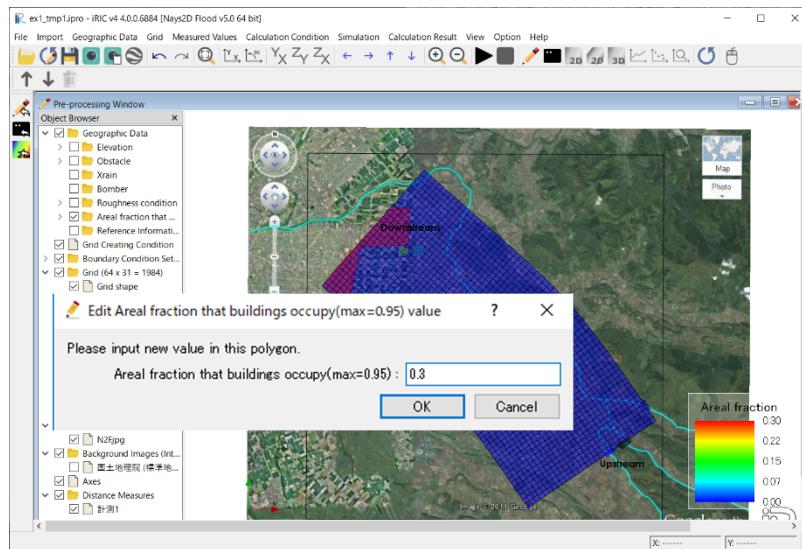 ex1_tmp1.ipro - iRIC v4.0.0.6884 [Nays2D Flood v5.0 64 bit]
File Import Geographic Data Grid Measured Values Calculation Condition Simulation Calculation Result View Option Help
Pre-processing Window
Object Browser
Geographic Data
Elevation
Obstacle
Xrain
Bomber
Roughness condition
Areal fraction that ...
Reference Informati...
Grid Creating Condition
Boundary Condition Set...
Grid (64 x 31 = 1984)
Grid shape
N
Map
Photo
Downstream
Edit Areal fraction that buildings occupy(max=0.95) value
Please input new value in this polygon.
Areal fraction that buildings occupy(max=0.95) : 0.3
OK Cancel
N2Fjpg
Background Images (Int...
国土地理院 (標準地...
Axes
Distance Measures
計測1
Upstream
Areal fraction
0.30
0.22
0.15
0.07
0.00
Image © 2011 GeoEye
X: ------
Y: ------